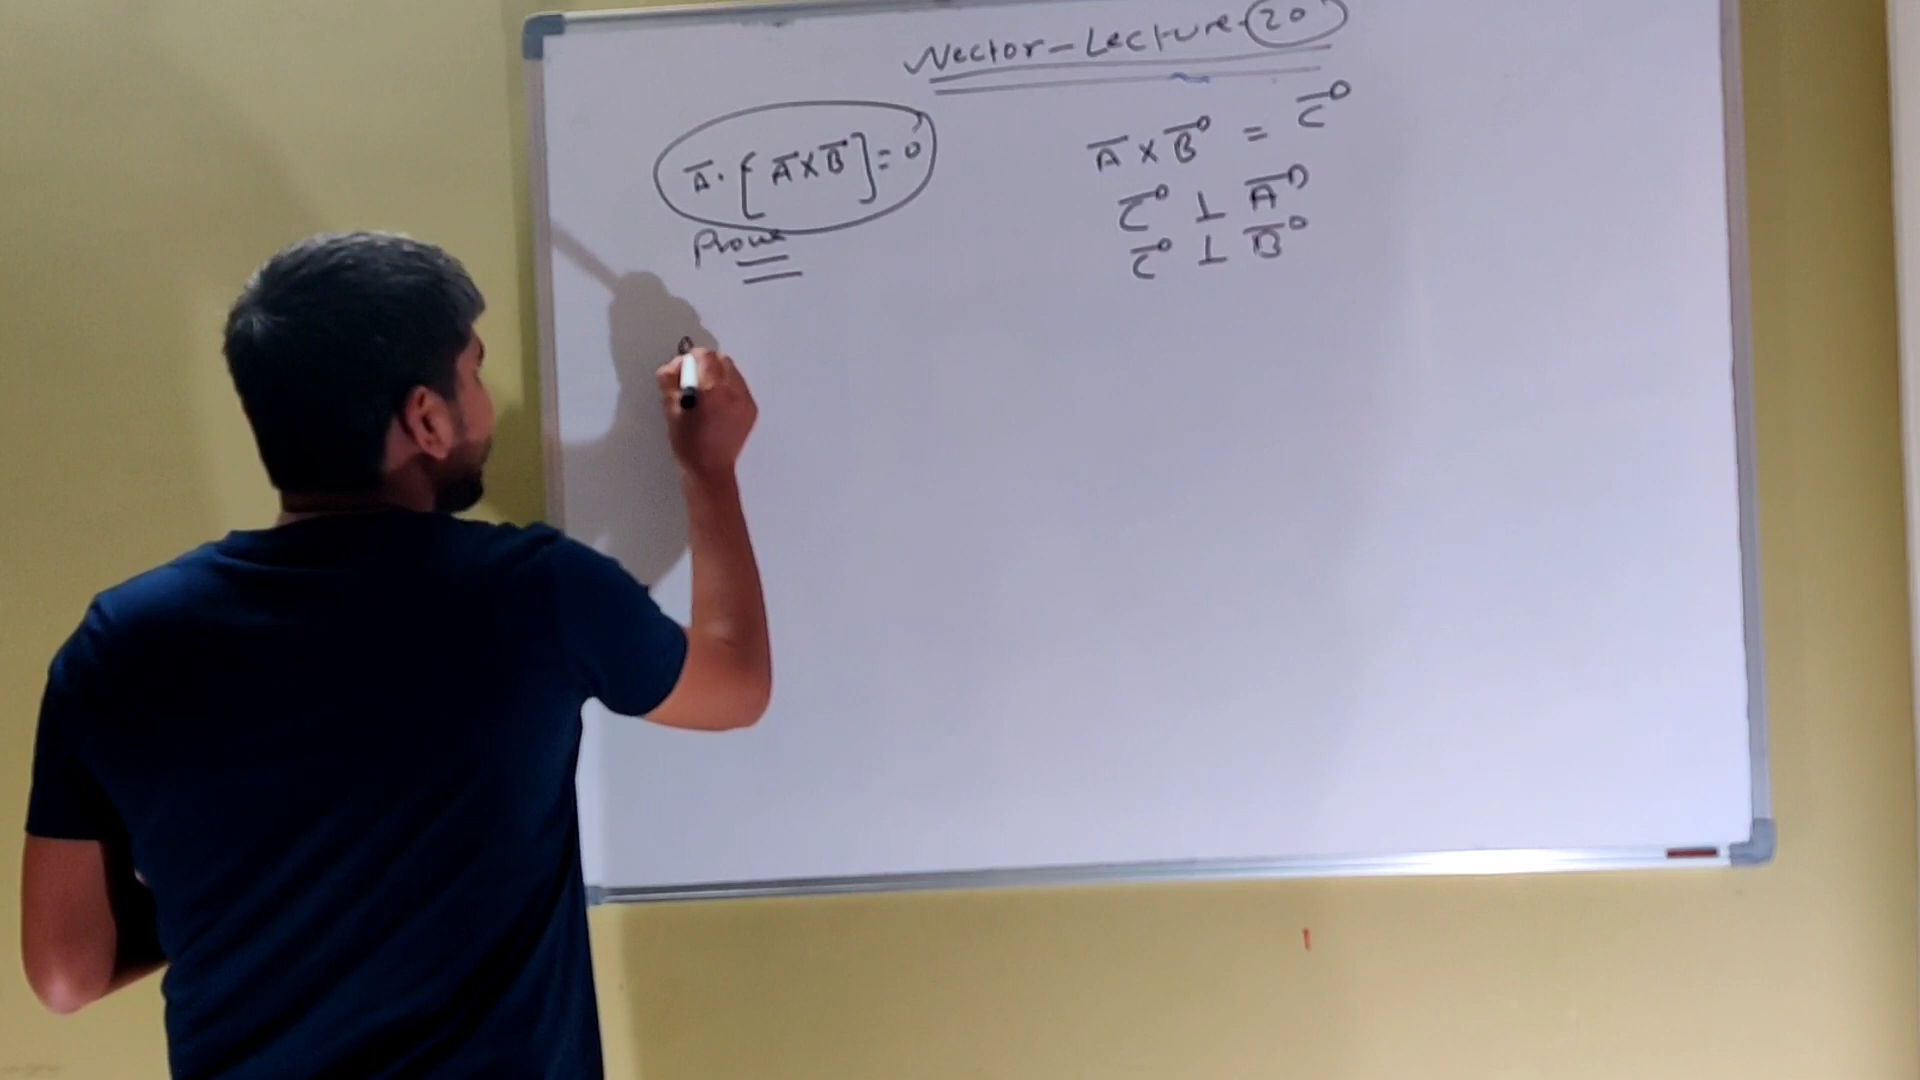 Vector-Lecture-20
A⃗ · [A⃗ × B⃗] = 0
Prove
A⃗ × B⃗ = C⃗
C⃗ ⊥ A⃗
C⃗ ⊥ B⃗